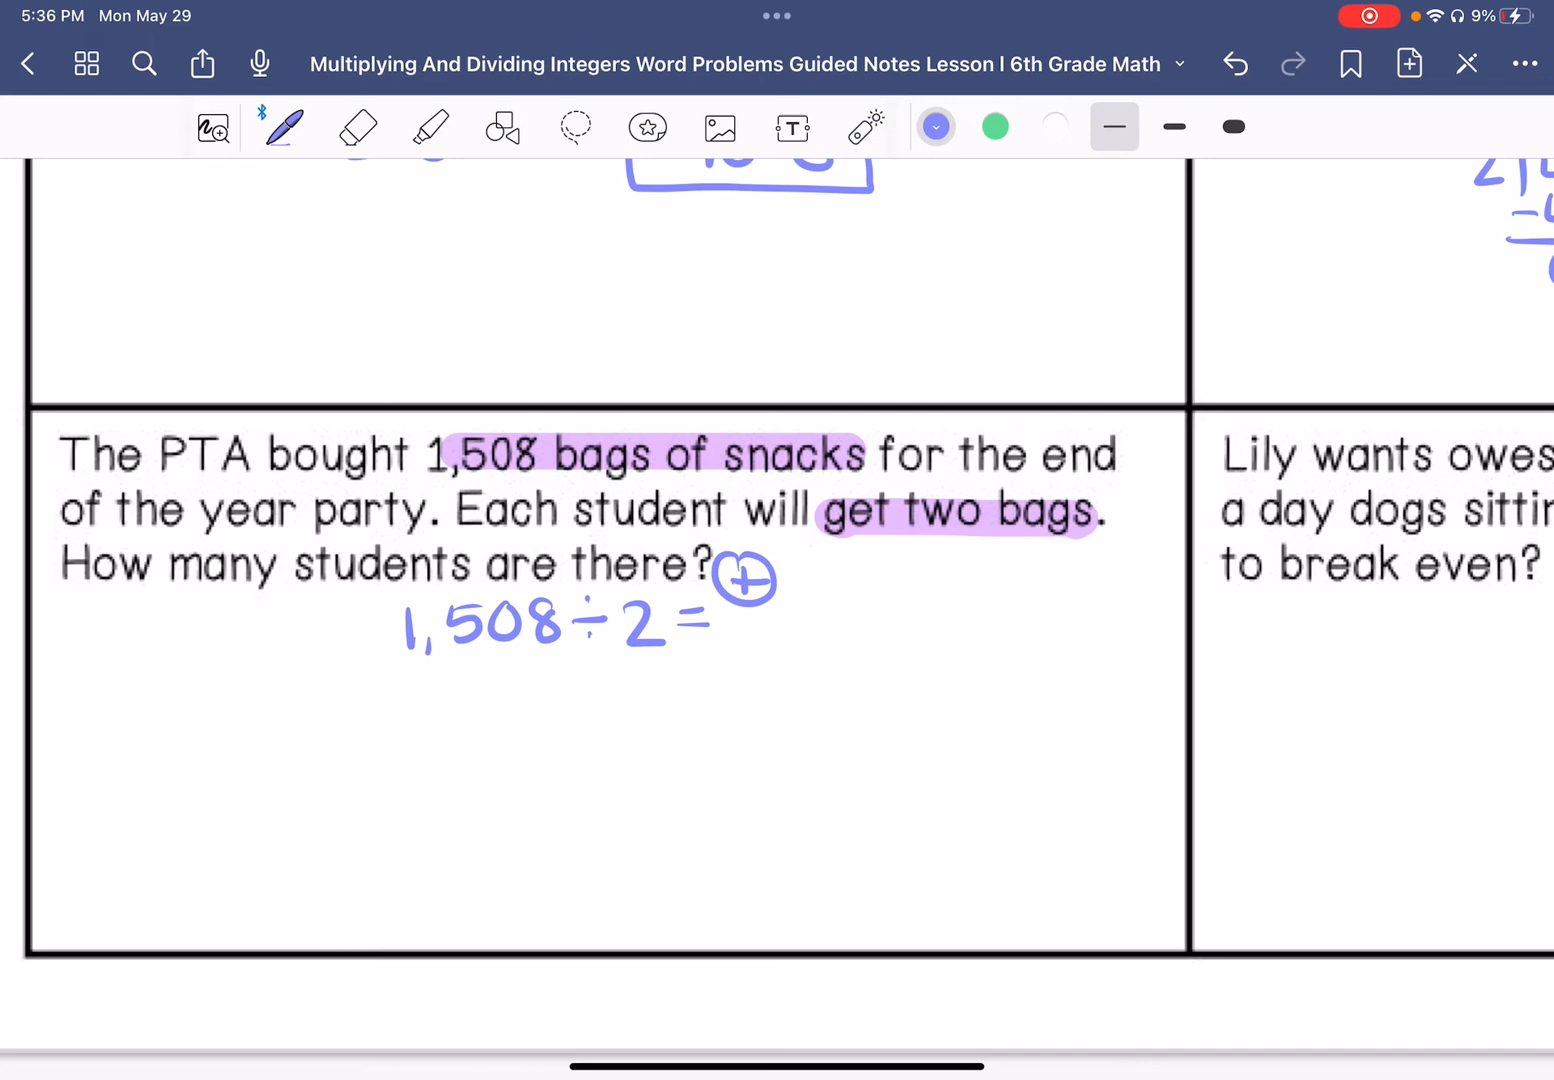 5:36 PM Mon May 29
9%
Multiplying And Dividing Integers Word Problems Guided Notes Lesson I 6th Grade Math
T
The PTA bought 1,508 bags of snacks for the end
of the year party. Each student will get two bags.
How many students are there? +
1,508 ÷ 2 =
Lily wants owes
a day dogs sittin
to break even?